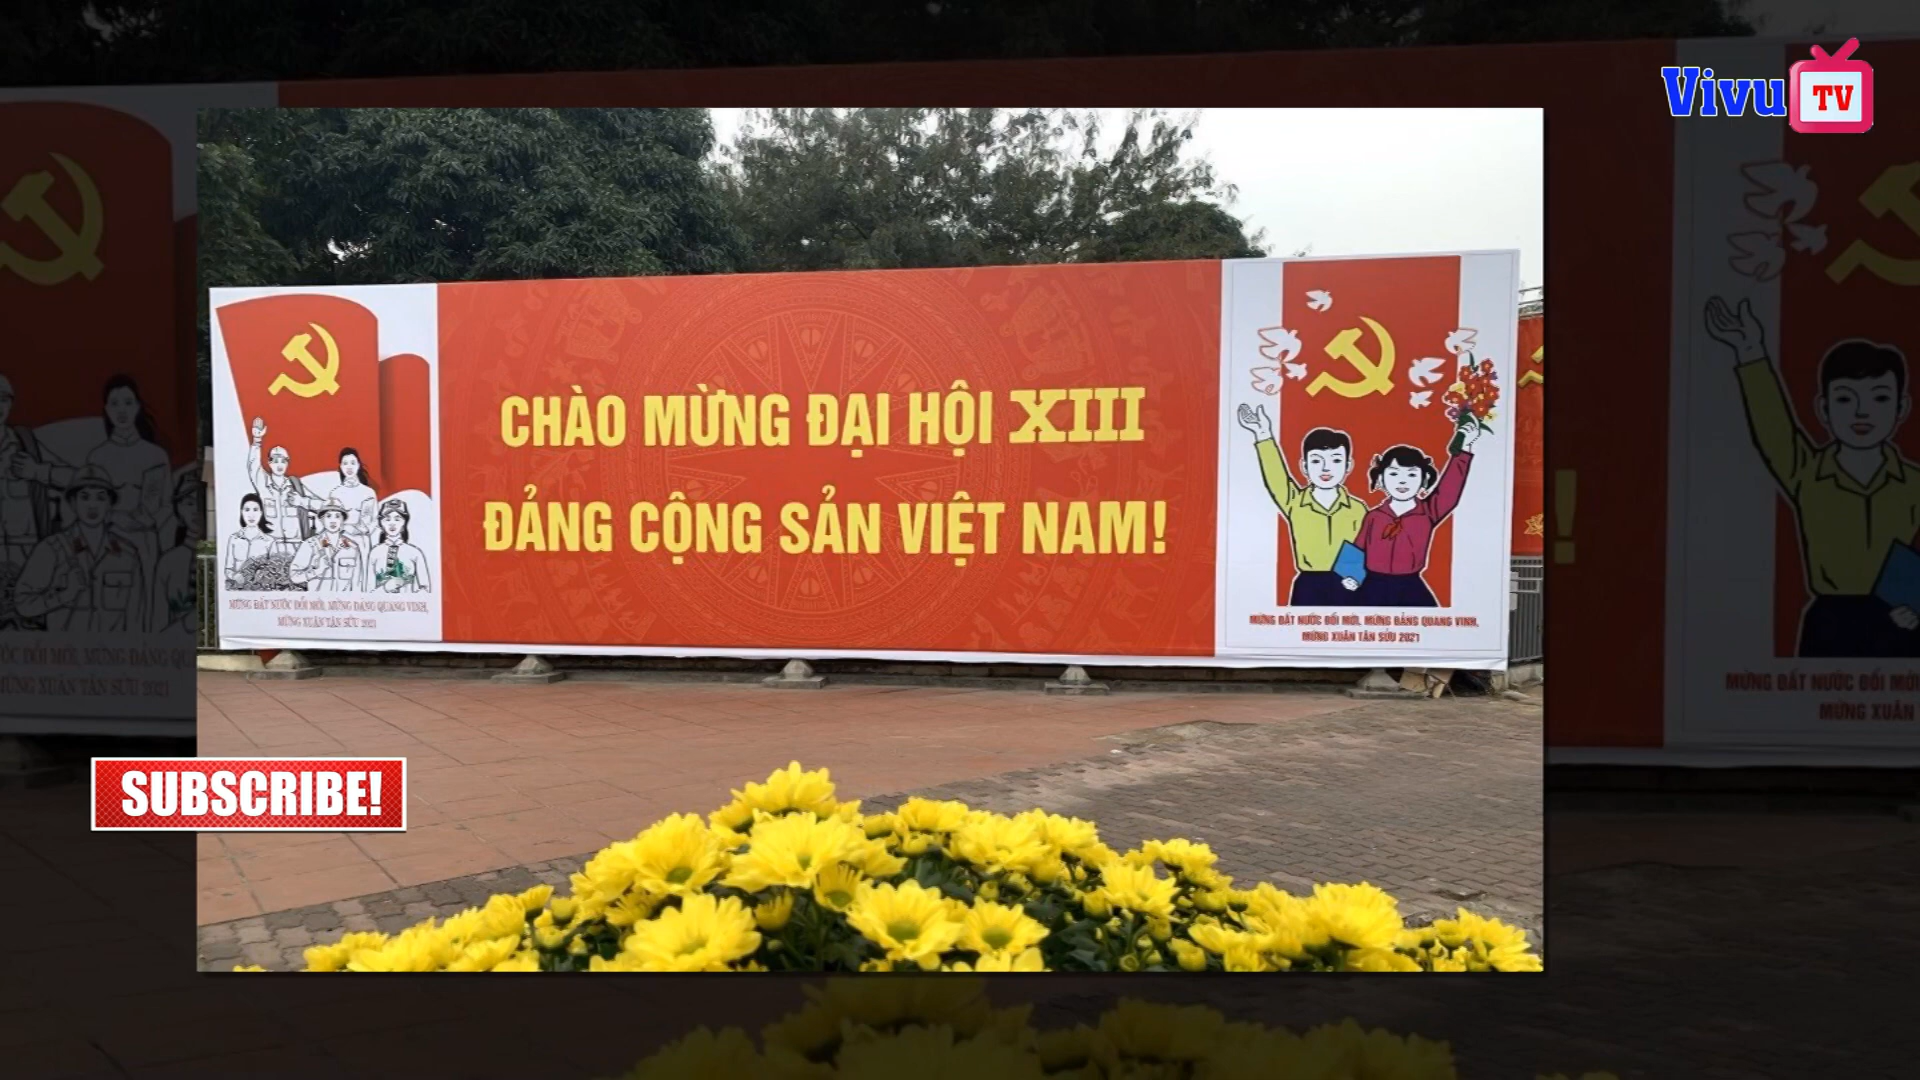 Vivu TV
CHÀO MỪNG ĐẠI HỘI XIII
ĐẢNG CỘNG SẢN VIỆT NAM!
MỪNG ĐẤT NƯỚC ĐỔI MỚI, MỪNG ĐẢNG QUANG VINH,
MỪNG XUÂN TÂN SỬU 2021
MỪNG ĐẤT NƯỚC ĐỔI MỚI, MỪNG ĐẢNG QUANG VINH,
MỪNG XUÂN TÂN SỬU 2021
SUBSCRIBE!